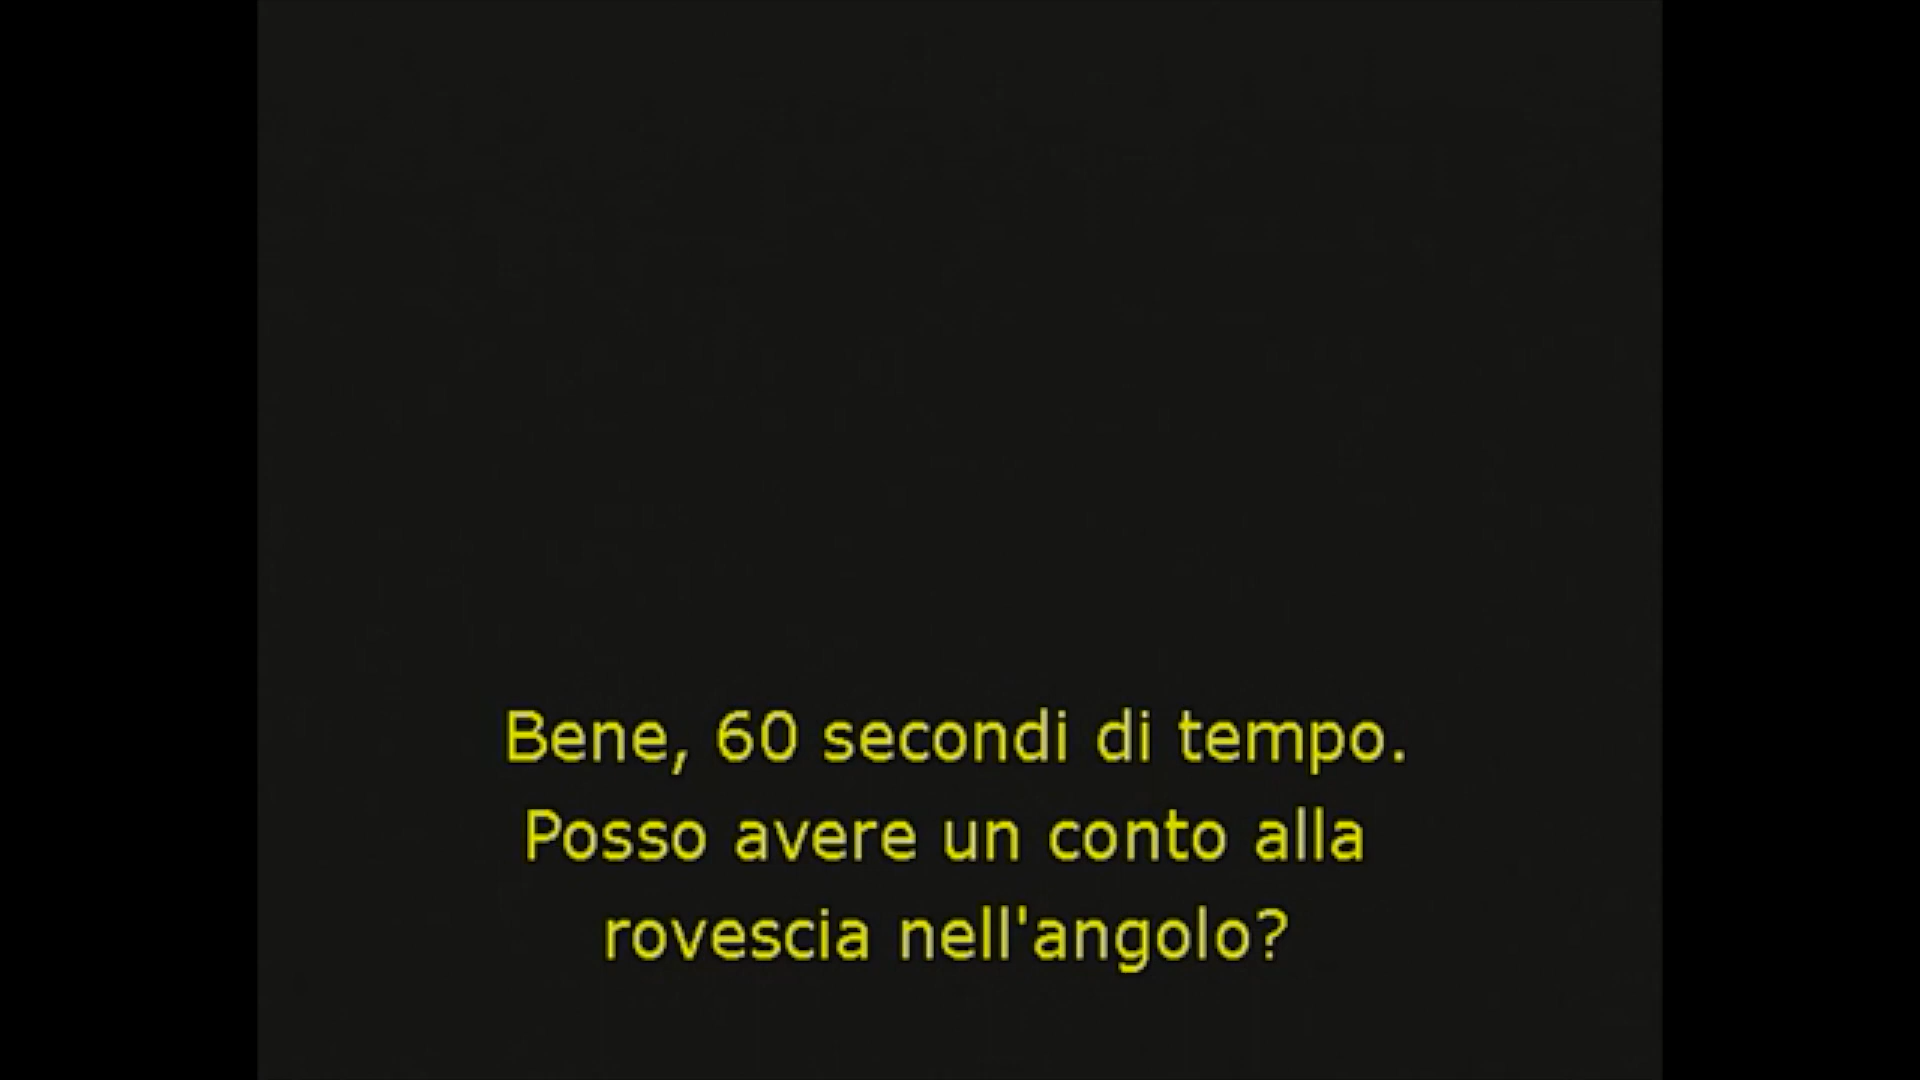 Bene, 60 secondi di tempo.
Posso avere un conto alla
rovescia nell'angolo?